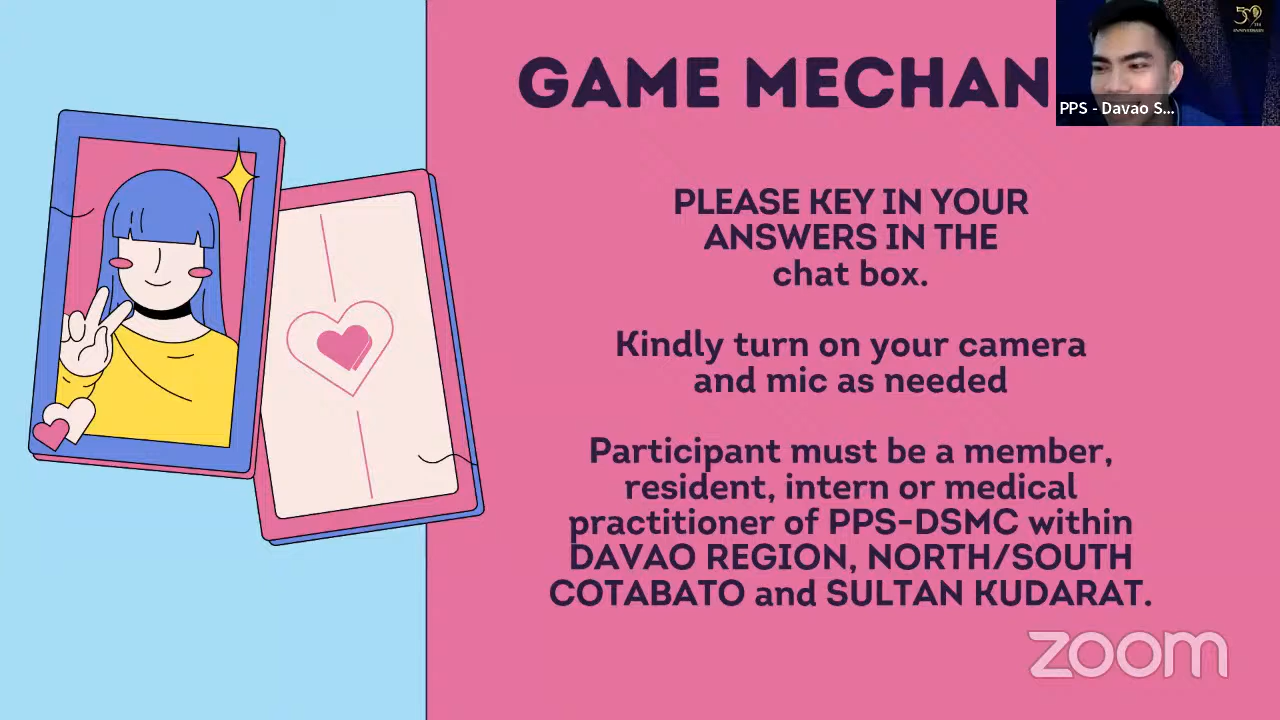 GAME MECHAN
PPS - Davao S...
PLEASE KEY IN YOUR
ANSWERS IN THE
chat box.
Kindly turn on your camera
and mic as needed
Participant must be a member,
resident, intern or medical
practitioner of PPS-DSMC within
DAVAO REGION, NORTH/SOUTH
COTABATO and SULTAN KUDARAT.
zoom